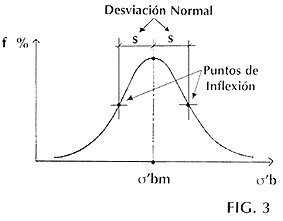 Desviación Normal
f %
s s
Puntos de
Inflexión
σ'bm
σ'b
FIG. 3